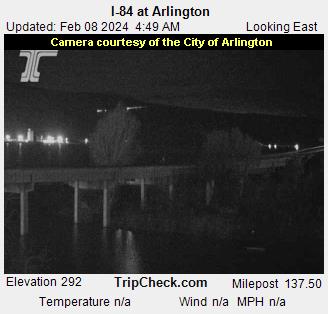 I-84 at Arlington
Updated: Feb 08 2024 4:49 AM Looking East
Camera courtesy of the City of Arlington
Elevation 292 TripCheck.com Milepost 137.50
Temperature n/a Wind n/a MPH n/a